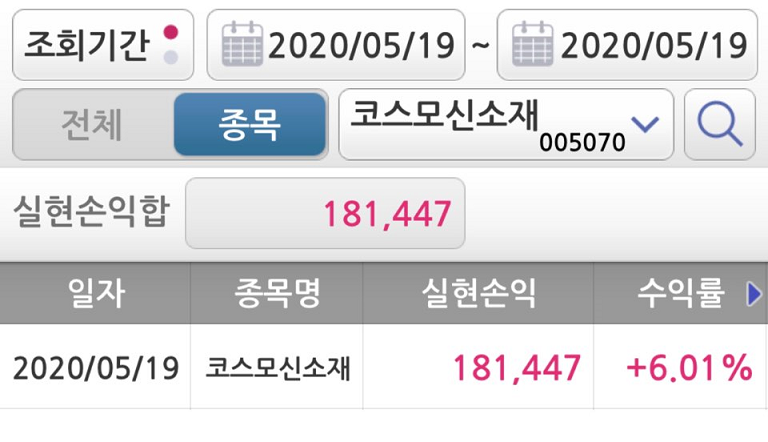 조회기간 2020/05/19 ~ 2020/05/19
전체 종목 코스모신소재 005070
실현손익합 181,447
일자 종목명 실현손익 수익률
2020/05/19 코스모신소재 181,447 +6.01%